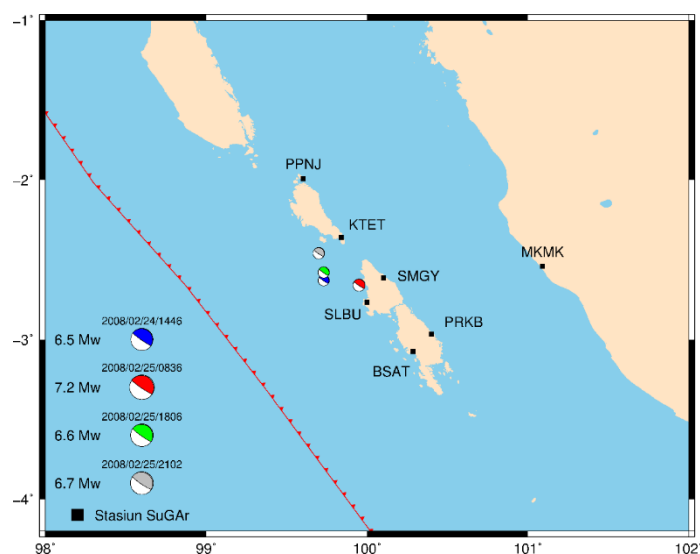 −1°
−2°
−3°
−4°
PPNJ
KTET
MKMK
SMGY
SLBU
PRKB
BSAT
2008/02/24/1446
6.5 Mw
2008/02/25/0836
7.2 Mw
2008/02/25/1806
6.6 Mw
2008/02/25/2102
6.7 Mw
Stasiun SuGAr
98°
99°
100°
101°
102°